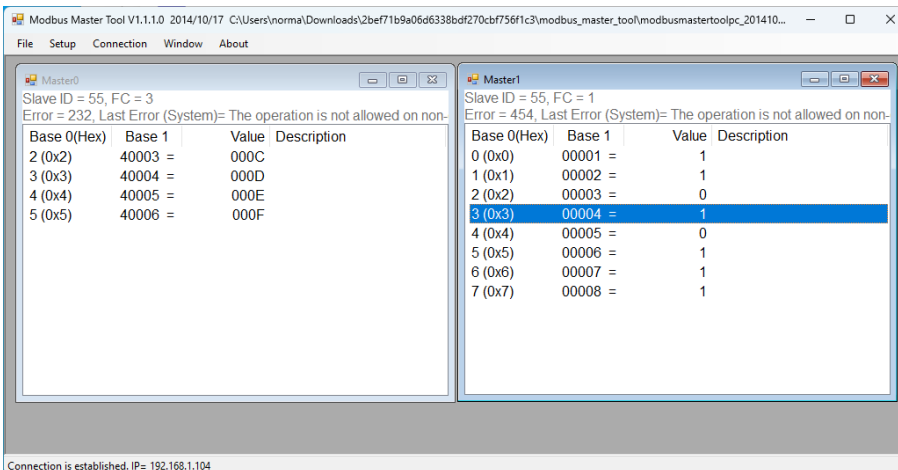 Modbus Master Tool V1.1.1.0 2014/10/17 C:\Users\norma\Downloads\2bef71b9a06d6338bdf270cbf756f1c3\modbus_master_tool\modbusmastertoolpc_201410...
File Setup Connection Window About
Master0
Slave ID = 55, FC = 3
Error = 232, Last Error (System)= The operation is not allowed on non-
Base 0(Hex) Base 1 Value Description
2 (0x2) 40003 = 000C
3 (0x3) 40004 = 000D
4 (0x4) 40005 = 000E
5 (0x5) 40006 = 000F
Master1
Slave ID = 55, FC = 1
Error = 454, Last Error (System)= The operation is not allowed on non-
Base 0(Hex) Base 1 Value Description
0 (0x0) 00001 = 1
1 (0x1) 00002 = 1
2 (0x2) 00003 = 0
3 (0x3) 00004 = 1
4 (0x4) 00005 = 0
5 (0x5) 00006 = 1
6 (0x6) 00007 = 1
7 (0x7) 00008 = 1
Connection is established. IP= 192.168.1.104